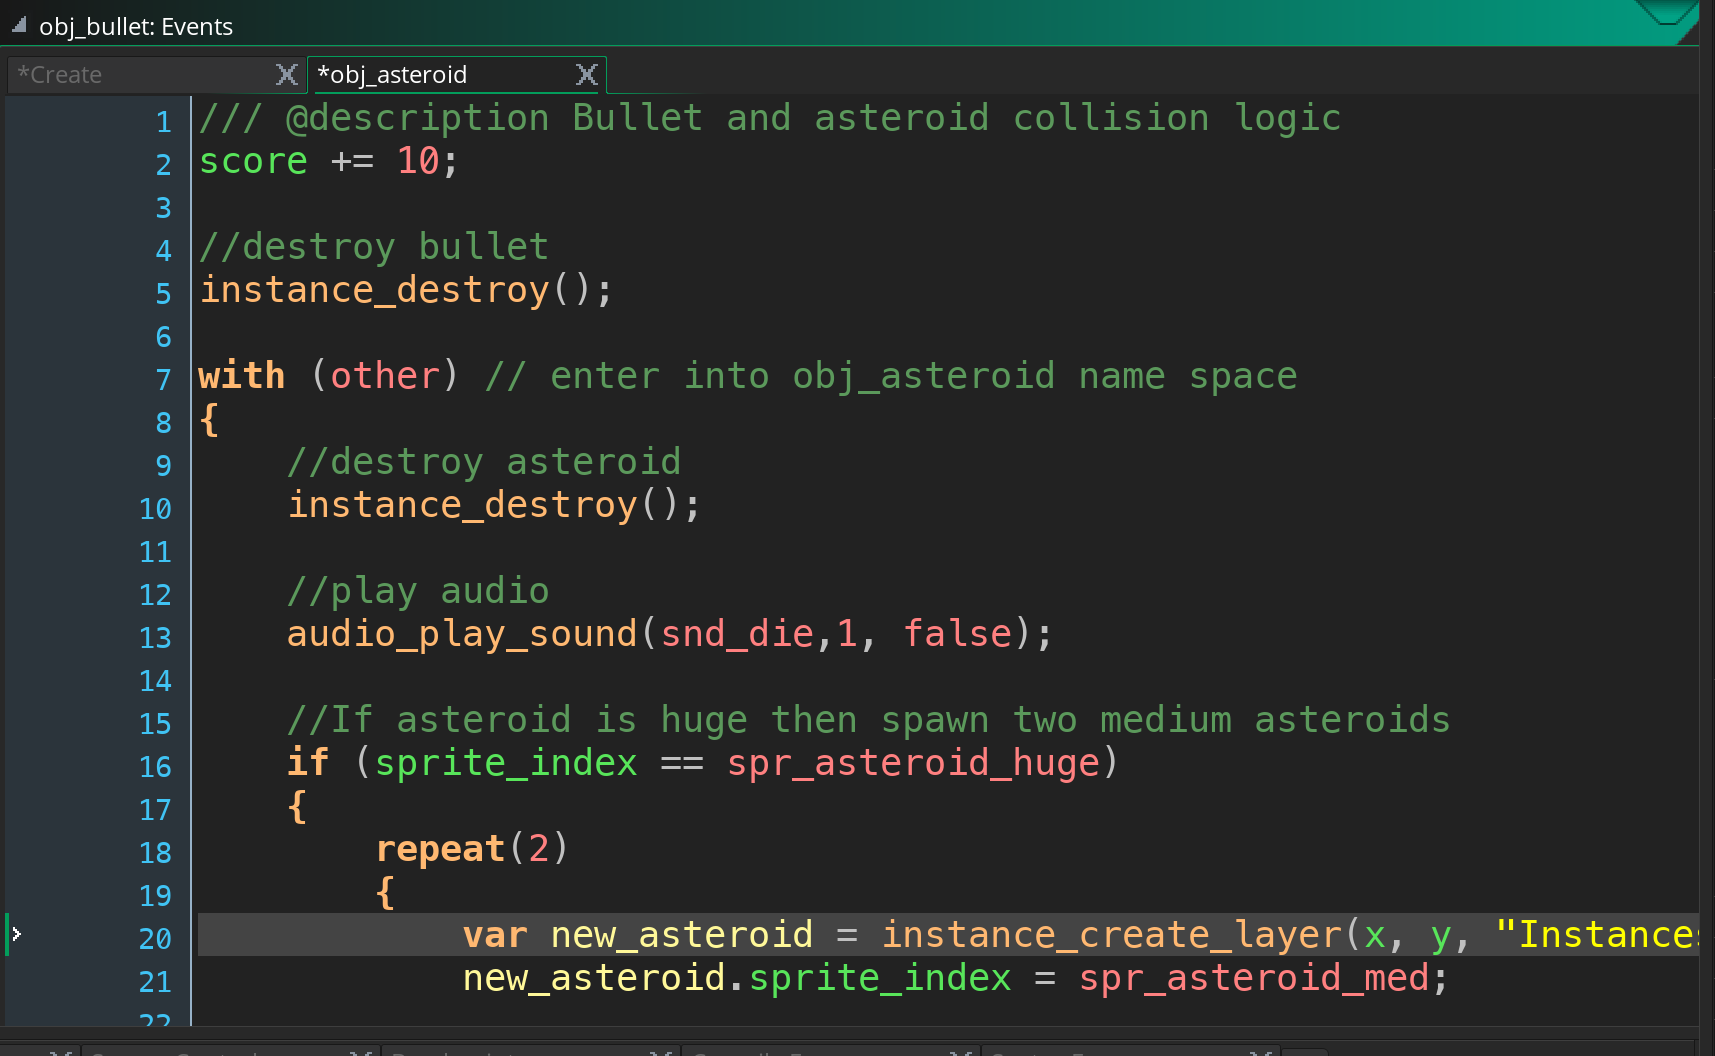 obj_bullet: Events
*Create *obj_asteroid
1 /// @description Bullet and asteroid collision logic
2 score += 10;
3
4 //destroy bullet
5 instance_destroy();
6
7 with (other) // enter into obj_asteroid name space
8 {
9 //destroy asteroid
10 instance_destroy();
11
12 //play audio
13 audio_play_sound(snd_die,1, false);
14
15 //If asteroid is huge then spawn two medium asteroids
16 if (sprite_index == spr_asteroid_huge)
17 {
18 repeat(2)
19 {
20 var new_asteroid = instance_create_layer(x, y, "Instances
21 new_asteroid.sprite_index = spr_asteroid_med;
22